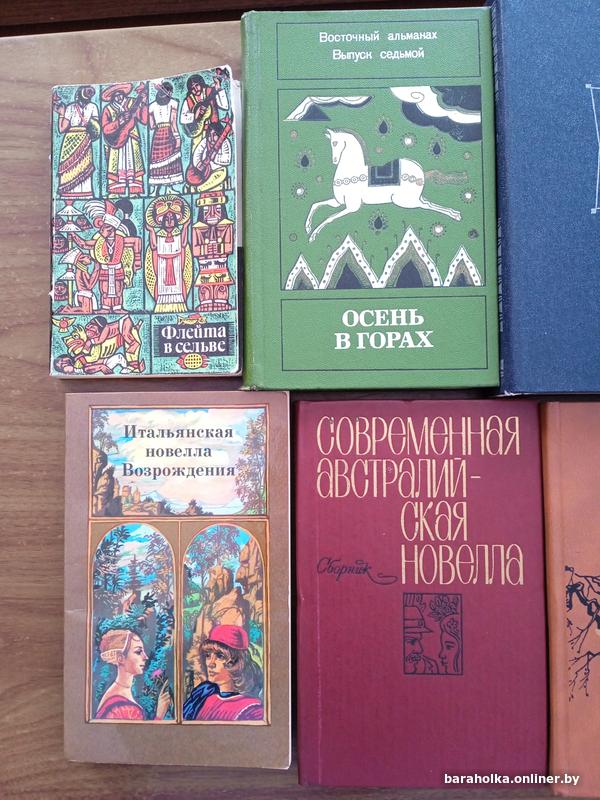 Восточный альманах
Выпуск седьмой
Флейта
в сельве
ОСЕНЬ
В ГОРАХ
Итальянская
новелла
Возрождения
СОВРЕМЕННАЯ
АВСТРАЛИЙ-
СКАЯ
НОВЕЛЛА
Сборник
baraholka.onliner.by